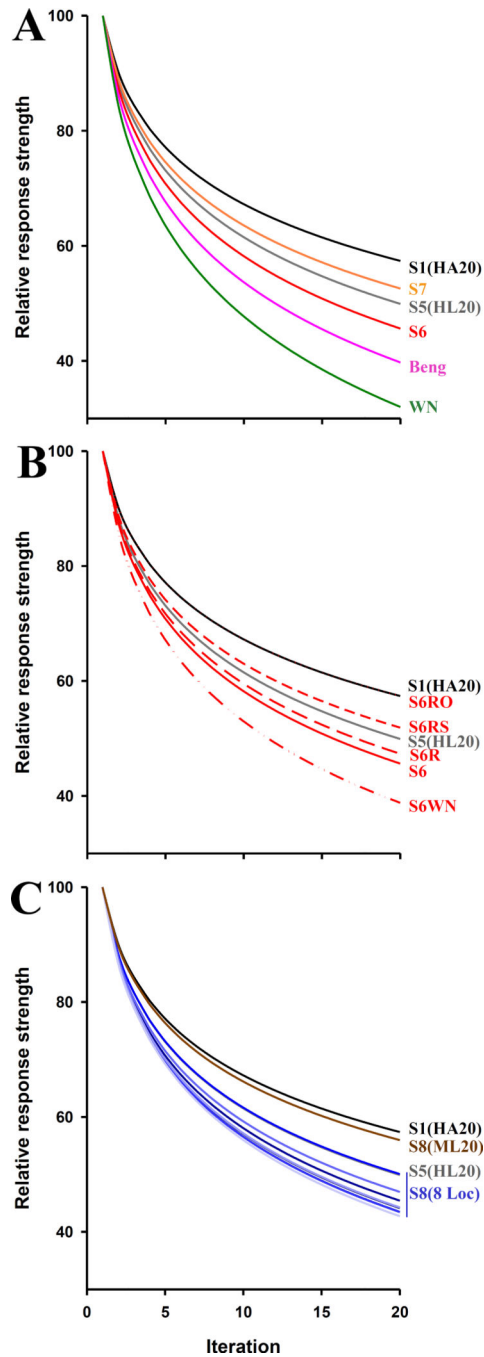 A
100
80
60
40
Relative response strength
S1(HA20)
S7
S5(HL20)
S6
Beng
WN
B
100
80
60
40
Relative response strength
S1(HA20)
S6RO
S6RS
S5(HL20)
S6R
S6
S6WN
C
100
80
60
40
Relative response strength
S1(HA20)
S8(ML20)
S5(HL20)
S8(8 Loc)
0 5 10 15 20
Iteration